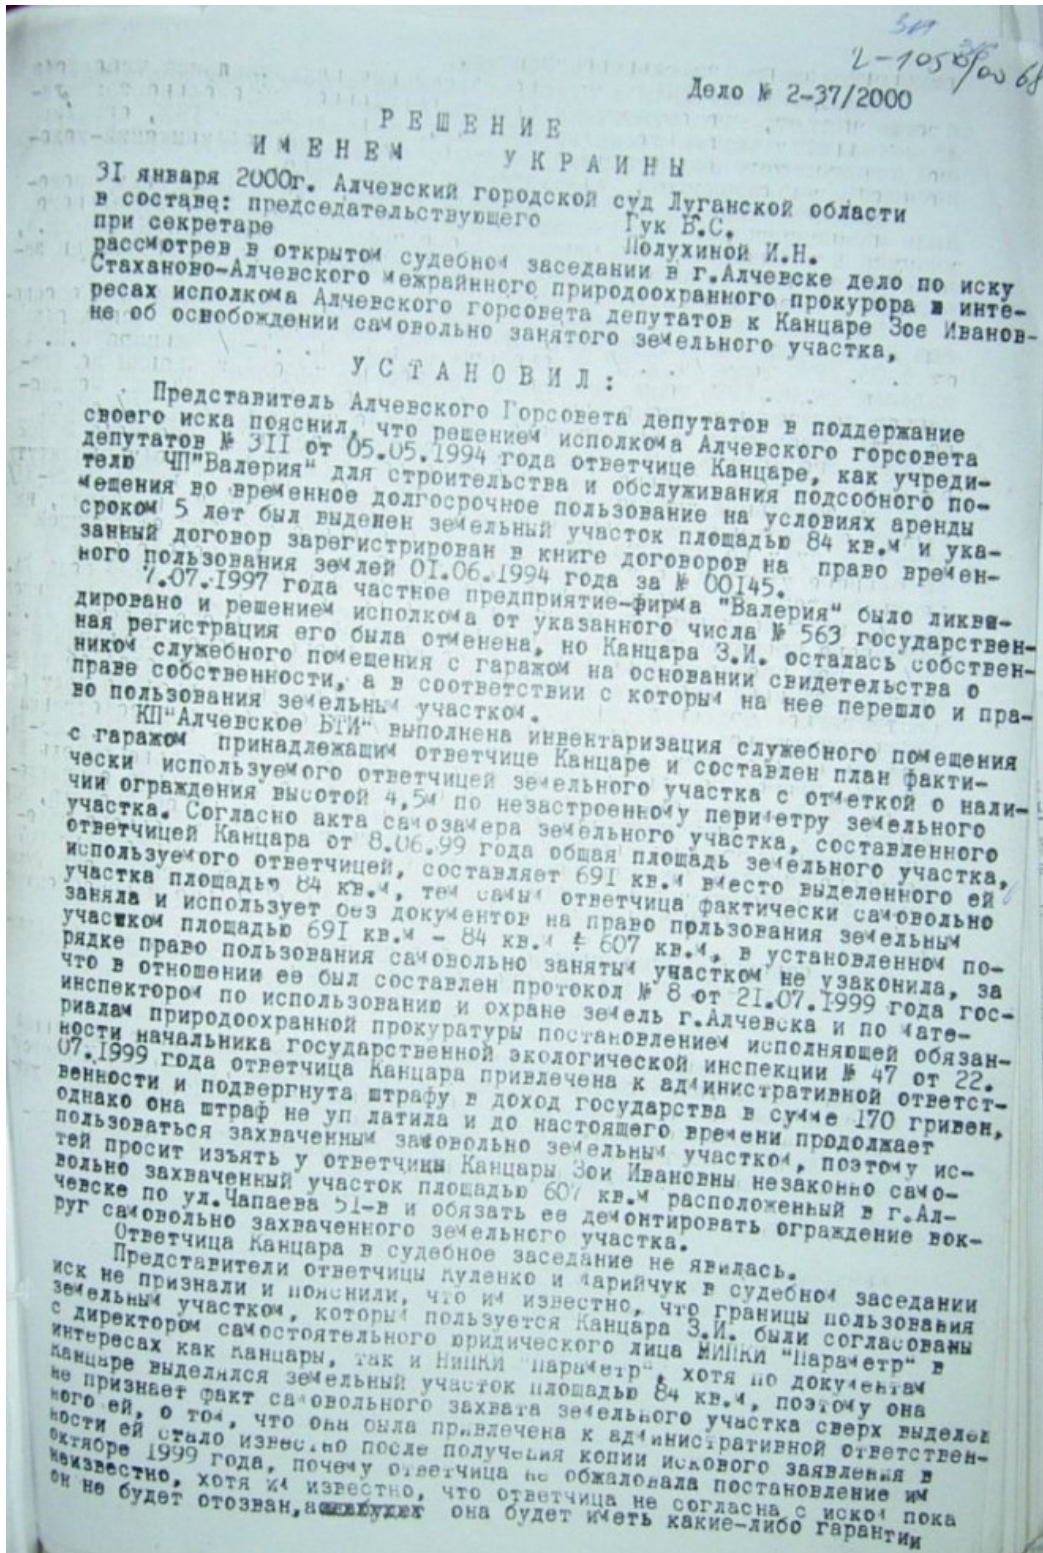 2-105/00 68
Дело № 2-37/2000
РЕШЕНИЕ
ИМЕНЕМ УКРАИНЫ
31 января 2000г. Алчевский городской суд Луганской области
в составе: председательствующего Гук В.С.
при секретаре Полухиной И.Н.
рассмотрев в открытом судебном заседании в г.Алчевске дело по иску
Стаханово-Алчевского межрайнного природоохранного прокурора в инте-
ресах исполкома Алчевского горсовета депутатов к Канцаре Зое Иванов-
не об освобождении самовольно занятого земельного участка,
УСТАНОВИЛ:
Представитель Алчевского Горсовета депутатов в поддержание
своего иска пояснил, что решением исполкома Алчевского горсовета
депутатов № 311 от 05.05.1994 года ответчице Канцаре, как учреди-
телю ЧП"Валерия" для строительства и обслуживания подсобного по-
мещения во временное долгосрочное пользование на условиях аренды
сроком 5 лет был выделен земельный участок площадью 84 кв.м и ука-
занный договор зарегистрирован в книге договоров на право времен-
ного пользования землей 01.06.1994 года за № 00145.
7.07.1997 года частное предприятие-фирма "Валерия" было ликви-
дировано и решением исполкома от указанного числа № 563 государствен-
ная регистрация его была отменена, но Канцара З.И. осталась собствен-
ником служебного помещения с гаражом на основании свидетельства о
праве собственности, а в соответствии с которым на нее перешло и пра-
во пользования земельным участком.
КП"Алчевское БТИ" выполнена инвентаризация служебного помещения
с гаражом принадлежащим ответчице Канцаре и составлен план факти-
чески используемого ответчицей земельного участка с отметкой о нали-
чии ограждения высотой 4,5м по незастроенному периметру земельного
участка. Согласно акта самозамера земельного участка, составленного
ответчицей Канцара от 8.06.99 года общая площадь земельного участка,
используемого ответчицей, составляет 691 кв.м вместо выделенного ей
участка площадью 84 кв.м, тем самым ответчица фактически самовольно
заняла и использует без документов на право пользования земельным
участком площадью 691 кв.м - 84 кв.м = 607 кв.м, в установленном по-
рядке право пользования самовольно занятым участком не узаконила, за
что в отношении ее был составлен протокол № 8 от 21.07.1999 года гос-
инспектором по использованию и охране земель г.Алчевска и по мате-
риалам природоохранной прокуратуры постановлением исполняющей обязан-
ности начальника государственной экологической инспекции № 47 от 22.
07.1999 года ответчица Канцара привлечена к административной ответст-
венности и подвергнута штрафу в доход государства в сумме 170 гривен,
однако она штраф не уп латила и до настоящего времени продолжает
пользоваться захваченным самовольно земельным участком, поэтому ис-
тей просит изъять у ответчицы Канцары Зои Ивановны незаконно само-
вольно захваченный участок площадью 607 кв.м расположенный в г.Ал-
чевске по ул.Чапаева 51-в и обязать ее демонтировать ограждение вок-
руг самовольно захваченного земельного участка.
Ответчица Канцара в судебное заседание не явилась.
Представители ответчицы Куленко и Марийчук в судебном заседании
иск не признали и пояснили, что им известно, что границы пользования
земельным участком, которым пользуется Канцара З.И. были согласованы
с директором самостоятельного юридического лица НИПКИ "Параметр" в
интересах как Канцары, так и НИПКИ "Параметр", хотя по документам
Канцаре выделялся земельный участок площадью 84 кв.м, поэтому она
не признает факт самовольного захвата земельного участка сверх выделен
ного ей, о том, что она была привлечена к административной ответствен-
ности ей стало известно после получения копии искового заявления в
октябре 1999 года, почему ответчица не обжаловала постановление им
неизвестно, хотя им известно, что ответчица не согласна с иском пока
он не будет отозван, она будет иметь какие-либо гарантии